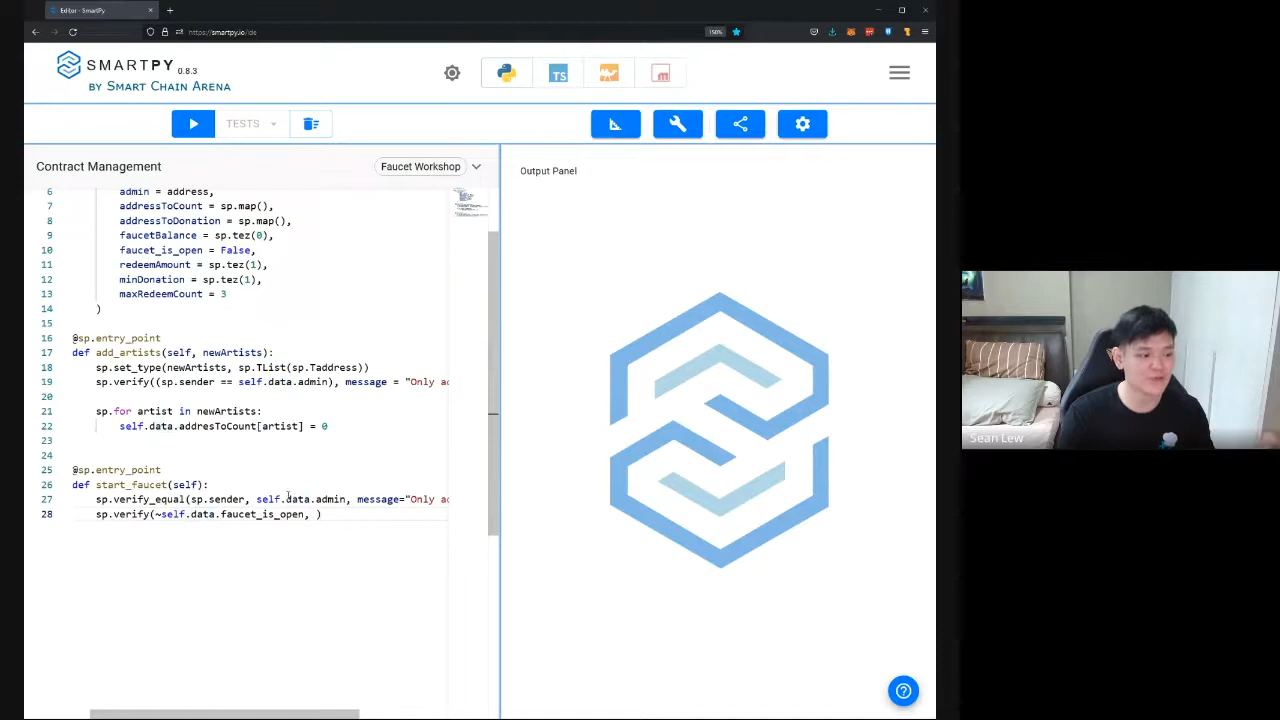 Editor - SmartPy
https://smartpy.io/ide
150%
SMARTPY 0.8.3
BY SMART CHAIN ARENA
TS
TESTS
Contract Management
Faucet Workshop
Output Panel
6 admin = address,
7 addressToCount = sp.map(),
8 addressToDonation = sp.map(),
9 faucetBalance = sp.tez(0),
10 faucet_is_open = False,
11 redeemAmount = sp.tez(1),
12 minDonation = sp.tez(1),
13 maxRedeemCount = 3
14 )
15
16 @sp.entry_point
17 def add_artists(self, newArtists):
18 sp.set_type(newArtists, sp.TList(sp.Taddress))
19 sp.verify((sp.sender == self.data.admin), message = "Only ad
20
21 sp.for artist in newArtists:
22 self.data.addresToCount[artist] = 0
23
24
25 @sp.entry_point
26 def start_faucet(self):
27 sp.verify_equal(sp.sender, self.data.admin, message="Only ad
28 sp.verify(~self.data.faucet_is_open, )
Sean Lew